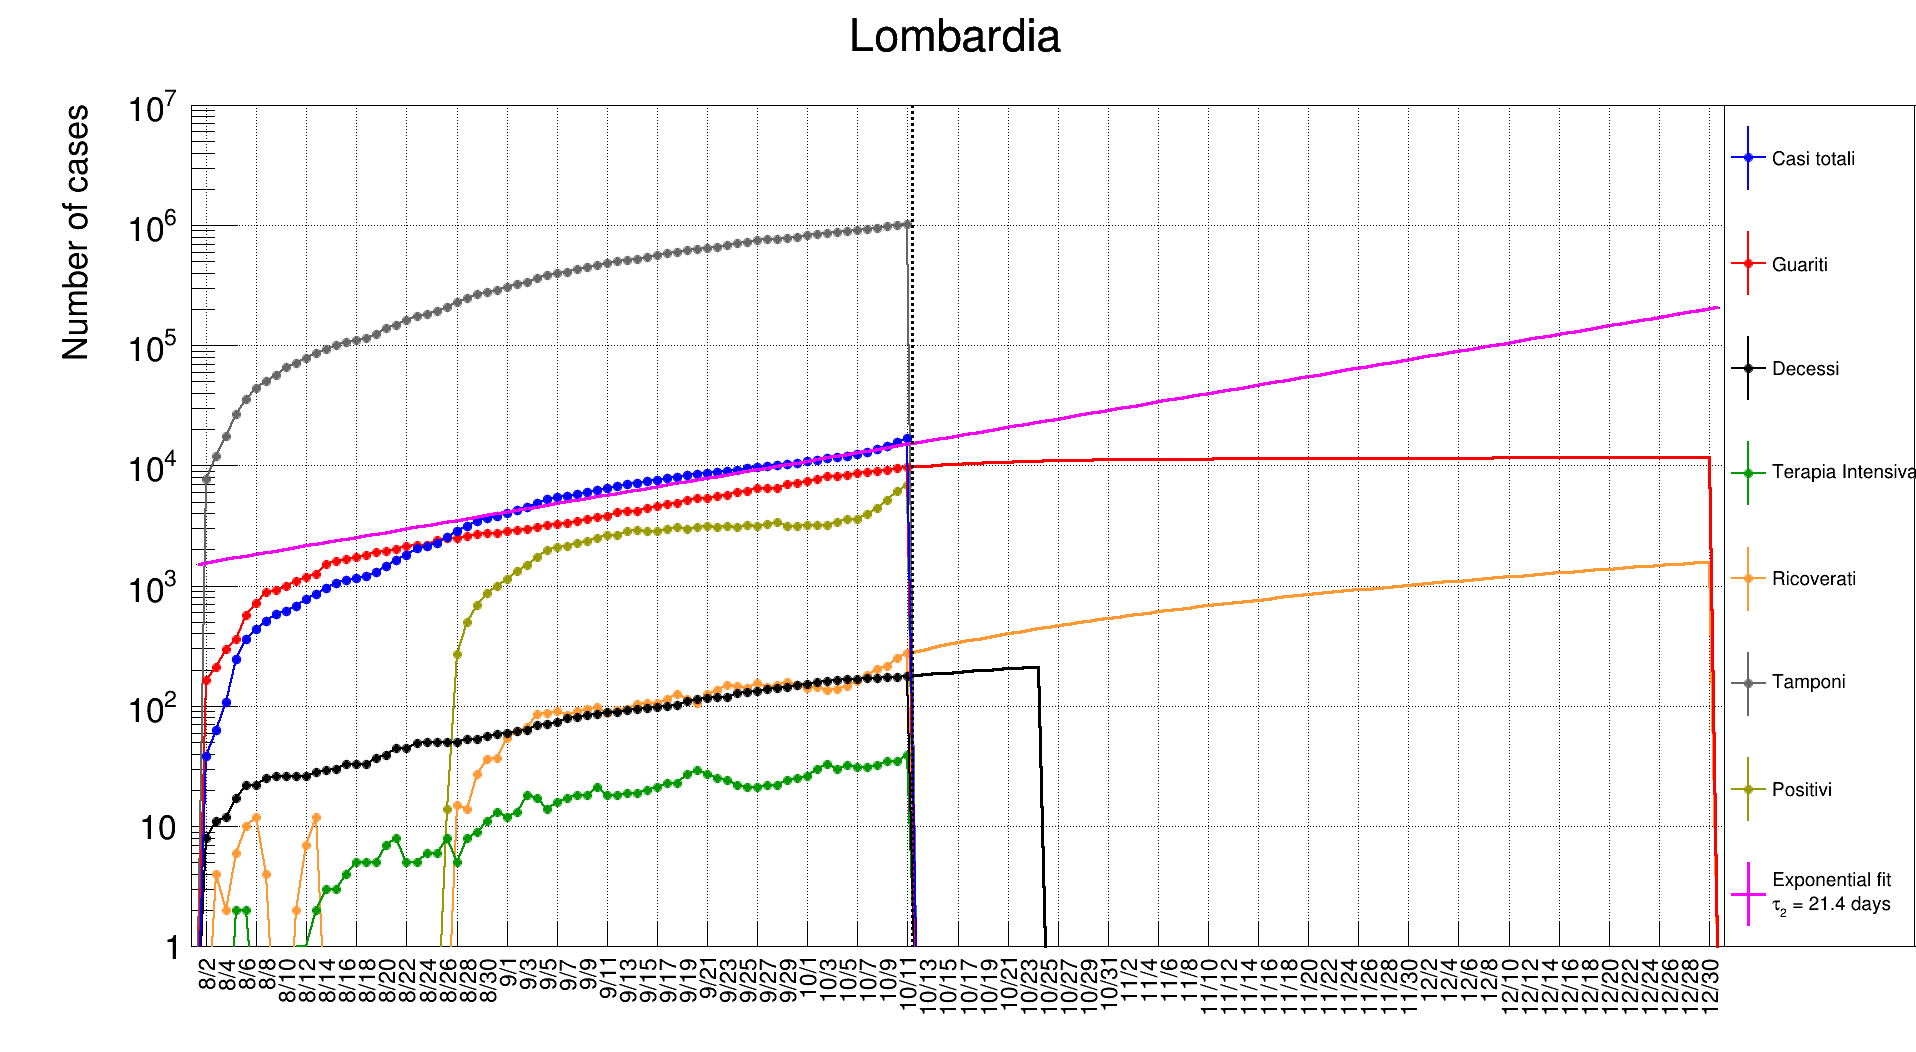 Lombardia
Number of cases
10^7
10^6
10^5
10^4
10^3
10^2
10
1
8/2 8/4 8/6 8/8 8/10 8/12 8/14 8/16 8/18 8/20 8/22 8/24 8/26 8/28 8/30 9/1 9/3 9/5 9/7 9/9 9/11 9/13 9/15 9/17 9/19 9/21 9/23 9/25 9/27 9/29 10/1 10/3 10/5 10/7 10/9 10/11 10/13 10/15 10/17 10/19 10/21 10/23 10/25 10/27 10/29 10/31 11/2 11/4 11/6 11/8 11/10 11/12 11/14 11/16 11/18 11/20 11/22 11/24 11/26 11/28 11/30 12/2 12/4 12/6 12/8 12/10 12/12 12/14 12/16 12/18 12/20 12/22 12/24 12/26 12/28 12/30
Casi totali
Guariti
Decessi
Terapia Intensiva
Ricoverati
Tamponi
Positivi
Exponential fit
τ₂ = 21.4 days